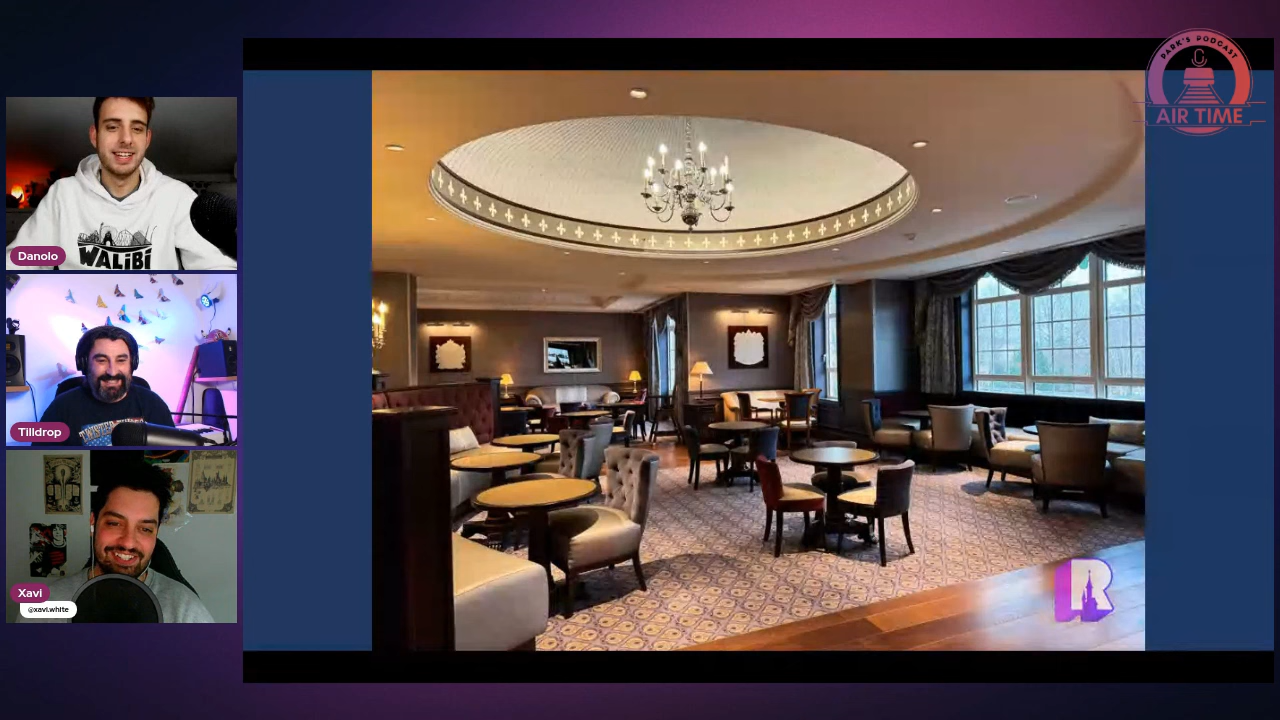 PARK'S PODCAST
AIR TIME
WALiBi
Danolo
Tilldrop
Xavi
@xavi.white
R